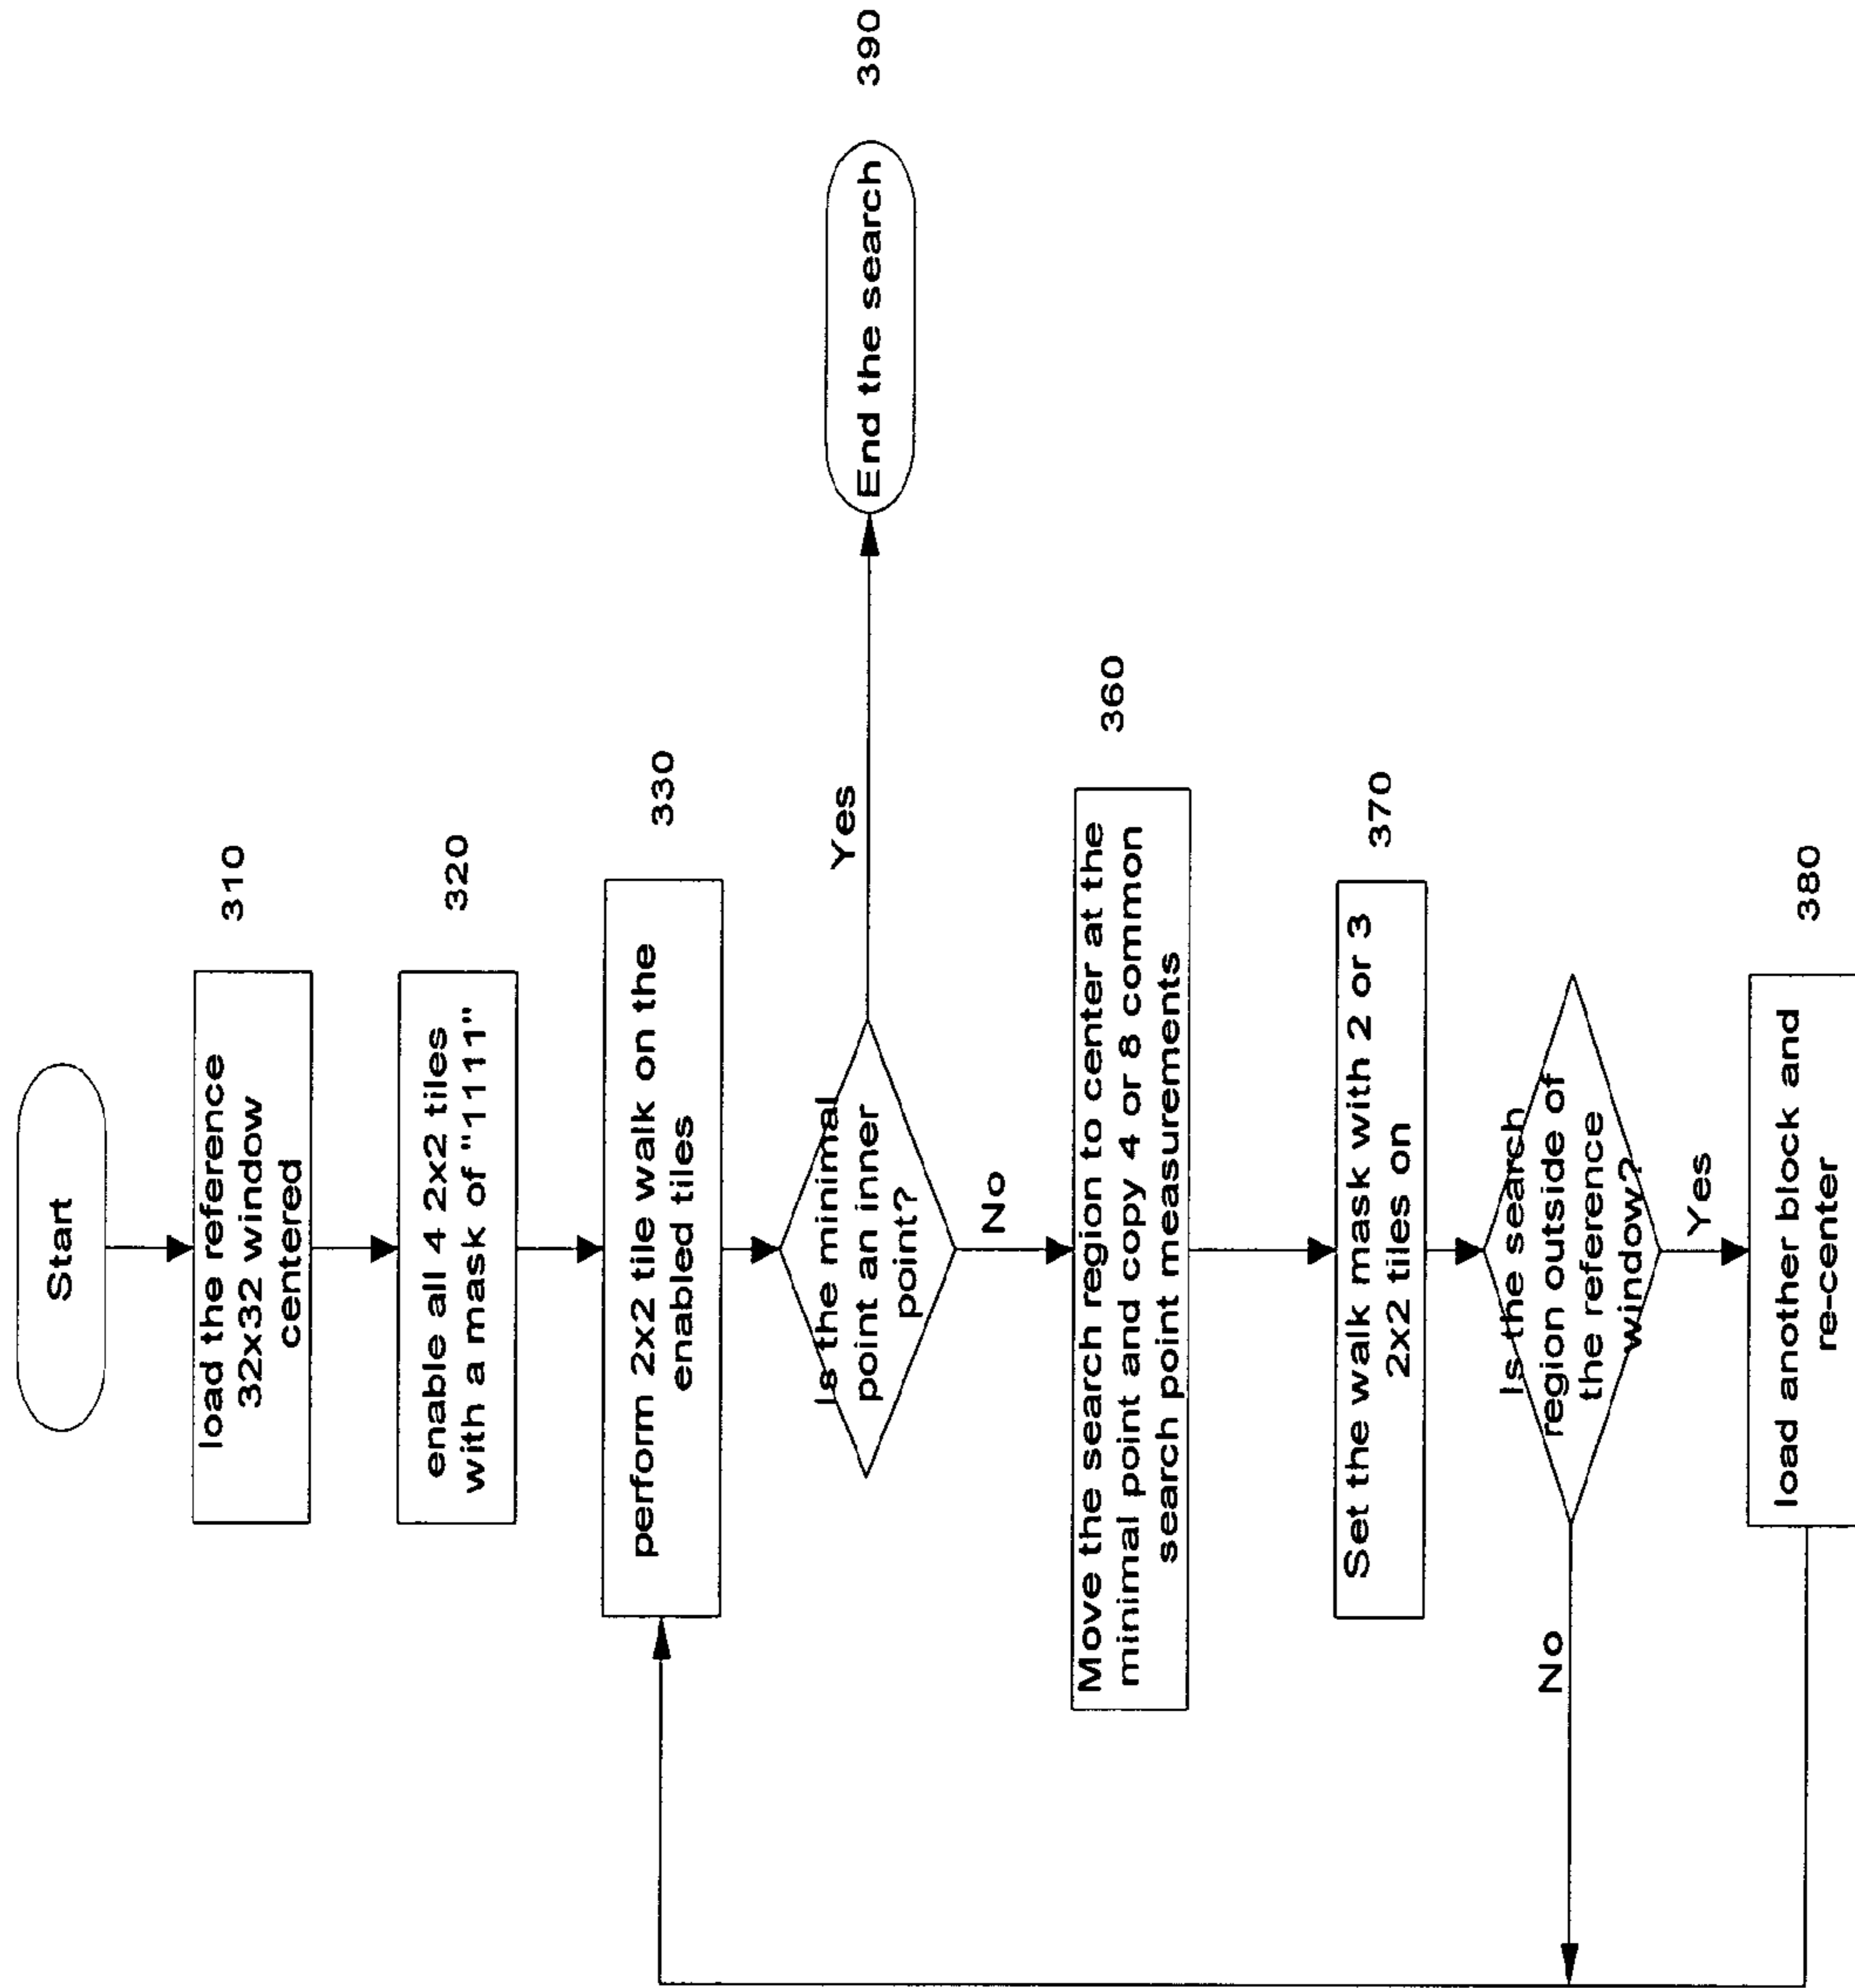 Start
load the reference
32x32 window
centered
310
enable all 4 2x2 tiles
with a mask of "1111"
320
perform 2x2 tile walk on the
enabled tiles
330
Is the minimal
point an inner
point?
Yes
End the search
390
No
Move the search region to center at the
minimal point and copy 4 or 8 common
search point measurements
360
Set the walk mask with 2 or 3
2x2 tiles on
370
Is the search
region outside of
the reference
window?
No
Yes
load another block and
re-center
380